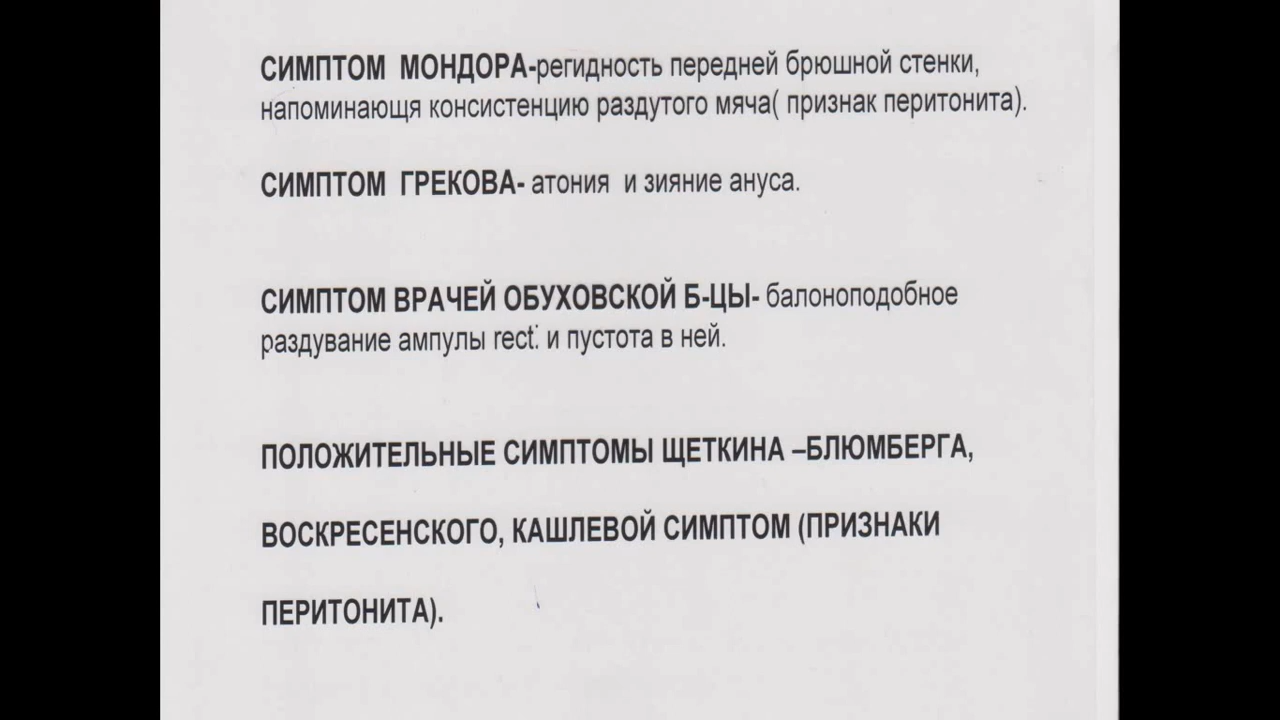 СИМПТОМ МОНДОРА-регидность передней брюшной стенки,
напоминающя консистенцию раздутого мяча( признак перитонита).
СИМПТОМ ГРЕКОВА- атония и зияние ануса.
СИМПТОМ ВРАЧЕЙ ОБУХОВСКОЙ Б-ЦЫ- балоноподобное
раздувание ампулы rect. и пустота в ней.
ПОЛОЖИТЕЛЬНЫЕ СИМПТОМЫ ЩЕТКИНА –БЛЮМБЕРГА,
ВОСКРЕСЕНСКОГО, КАШЛЕВОЙ СИМПТОМ (ПРИЗНАКИ
ПЕРИТОНИТА).